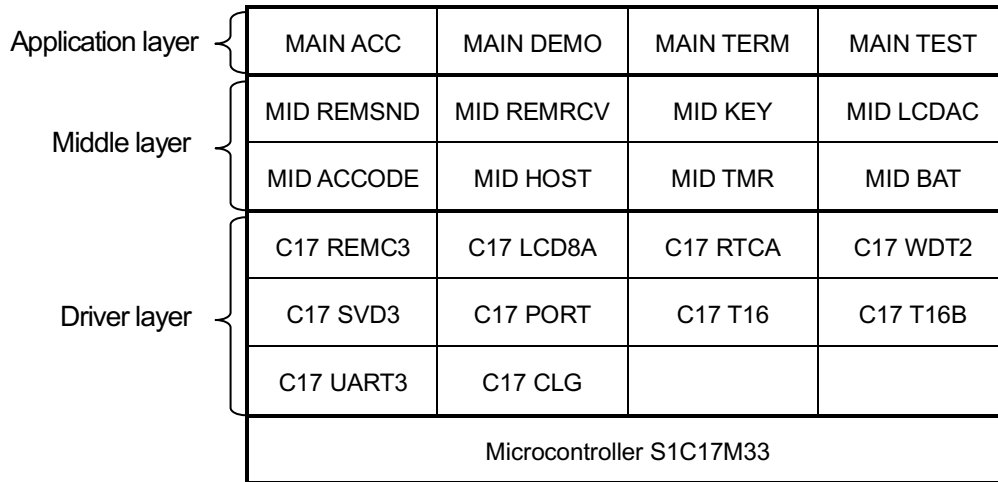 Application layer
MAIN ACC
MAIN DEMO
MAIN TERM
MAIN TEST
Middle layer
MID REMSND
MID REMRCV
MID KEY
MID LCDAC
MID ACCODE
MID HOST
MID TMR
MID BAT
Driver layer
C17 REMC3
C17 LCD8A
C17 RTCA
C17 WDT2
C17 SVD3
C17 PORT
C17 T16
C17 T16B
C17 UART3
C17 CLG
Microcontroller S1C17M33